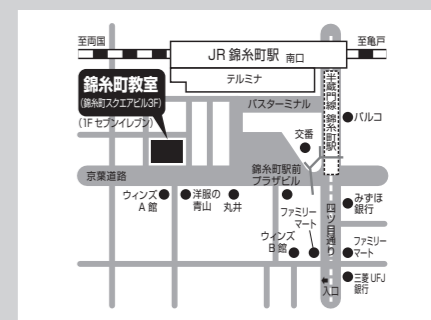 至両国
至亀戸
JR 錦糸町駅 南口
テルミナ
錦糸町教室
(錦糸町スクエアビル3F)
(1F セブンイレブン)
バスターミナル
半蔵門線 錦糸町駅
パルコ
交番
京葉道路
錦糸町駅前
プラザビル
ウィンズ
A 館
洋服の
青山
丸井
ファミリー
マート
ウィンズ
B 館
四ツ目通り
みずほ
銀行
ファミリー
マート
三菱 UFJ
銀行
入口